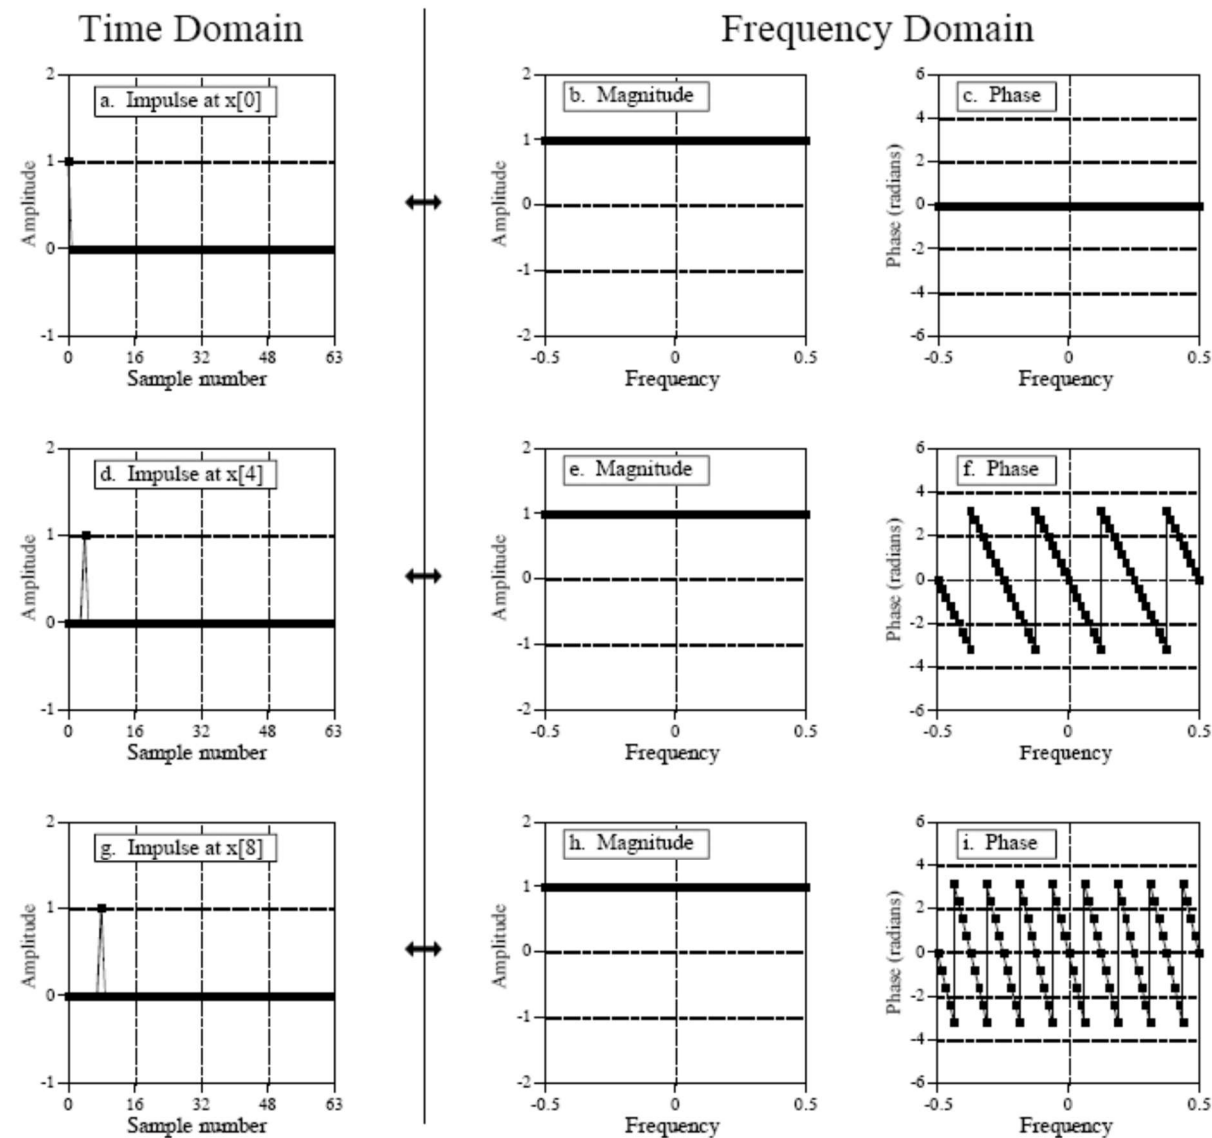 Time Domain
Frequency Domain
a. Impulse at x[0]
2
1
0
-1
Amplitude
0 16 32 48 63
Sample number
b. Magnitude
2
1
0
-1
-2
Amplitude
-0.5 0 0.5
Frequency
c. Phase
6
4
2
0
-2
-4
-6
Phase (radians)
-0.5 0 0.5
Frequency
d. Impulse at x[4]
2
1
0
-1
Amplitude
0 16 32 48 63
Sample number
e. Magnitude
2
1
0
-1
-2
Amplitude
-0.5 0 0.5
Frequency
f. Phase
6
4
2
0
-2
-4
-6
Phase (radians)
-0.5 0 0.5
Frequency
g. Impulse at x[8]
2
1
0
-1
Amplitude
0 16 32 48 63
Sample number
h. Magnitude
2
1
0
-1
-2
Amplitude
-0.5 0 0.5
Frequency
i. Phase
6
4
2
0
-2
-4
-6
Phase (radians)
-0.5 0 0.5
Frequency